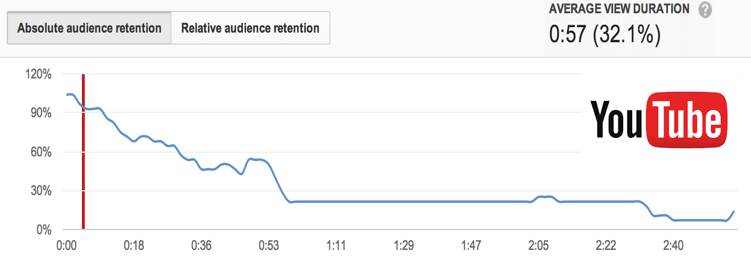 Absolute audience retention
Relative audience retention
AVERAGE VIEW DURATION ?
0:57 (32.1%)
120%
90%
60%
30%
0%
YouTube
0:00 0:18 0:36 0:53 1:11 1:29 1:47 2:05 2:22 2:40